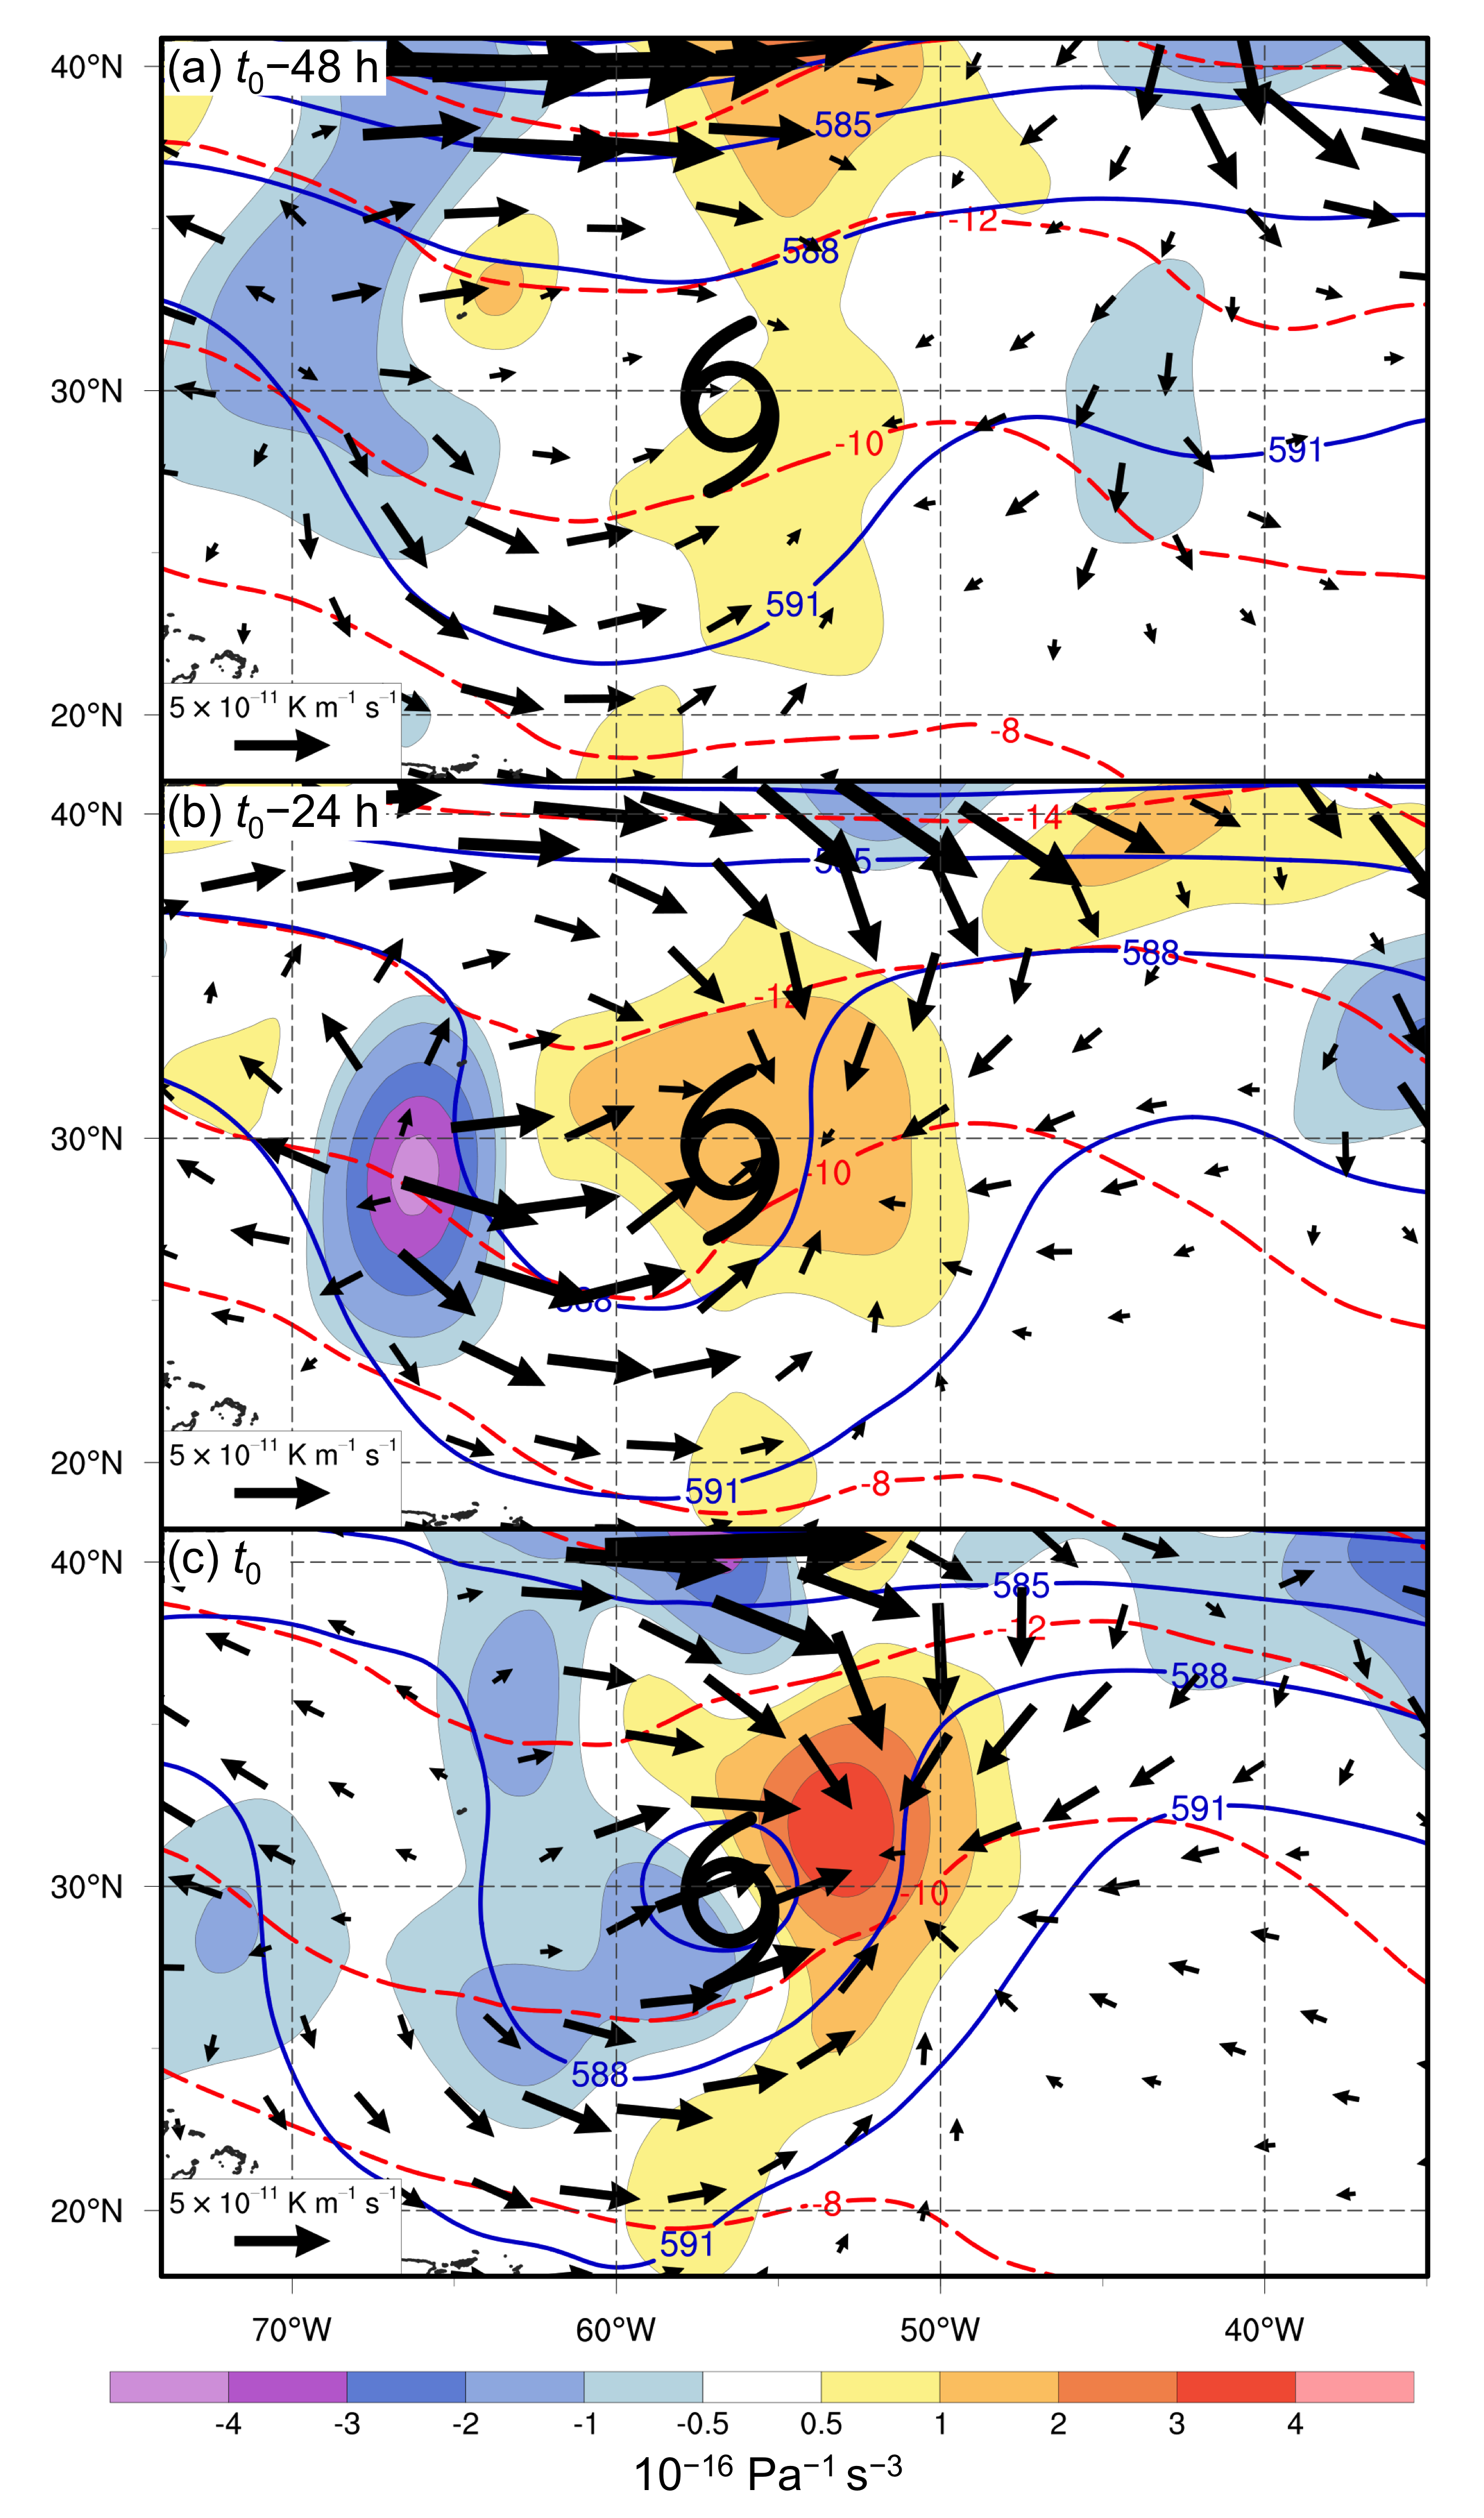 (a) t₀−48 h
40°N
585
-12
588
30°N
-10
591
591
5 × 10⁻¹¹ K m⁻¹ s⁻¹
20°N
-8
(b) t₀−24 h
40°N
-14
585
588
-12
30°N
-10
588
5 × 10⁻¹¹ K m⁻¹ s⁻¹
20°N
591
-8
(c) t₀
40°N
585
-12
588
591
30°N
-10
588
5 × 10⁻¹¹ K m⁻¹ s⁻¹
20°N
-8
591
70°W 60°W 50°W 40°W
-4 -3 -2 -1 -0.5 0.5 1 2 3 4
10⁻¹⁶ Pa⁻¹ s⁻³